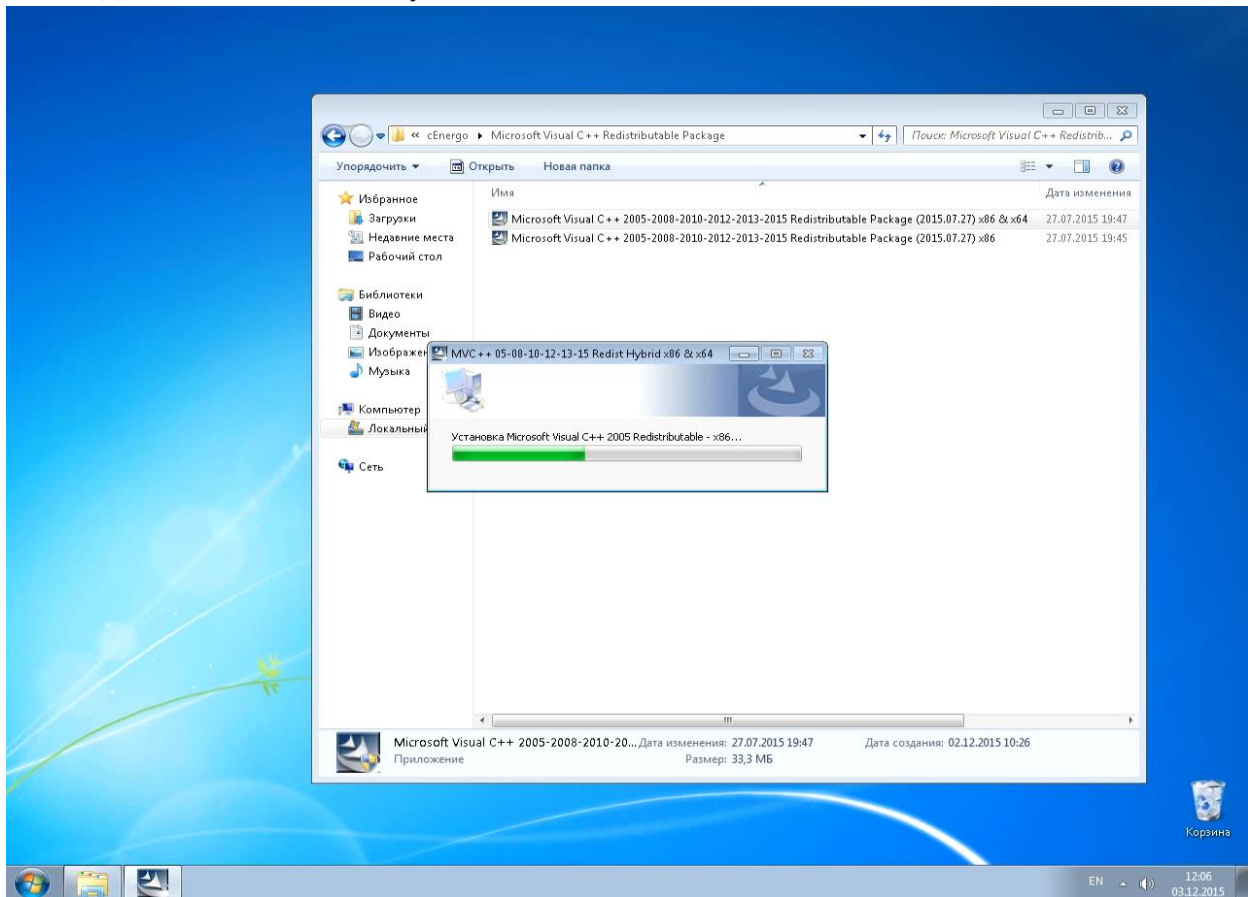 « cEnergo ▸ Microsoft Visual C++ Redistributable Package
Поиск: Microsoft Visual C++ Redistrib...
Упорядочить
Открыть
Новая папка
Имя
Дата изменения
Избранное
Загрузки
Недавние места
Рабочий стол
Библиотеки
Видео
Документы
Изображен
Музыка
Компьютер
Локальный
Сеть
Microsoft Visual C++ 2005-2008-2010-2012-2013-2015 Redistributable Package (2015.07.27) x86 & x64 27.07.2015 19:47
Microsoft Visual C++ 2005-2008-2010-2012-2013-2015 Redistributable Package (2015.07.27) x86 27.07.2015 19:45
MVC++ 05-08-10-12-13-15 Redist Hybrid x86 & x64
Установка Microsoft Visual C++ 2005 Redistributable - x86...
Microsoft Visual C++ 2005-2008-2010-20... Дата изменения: 27.07.2015 19:47 Дата создания: 02.12.2015 10:26
Приложение Размер: 33,3 МБ
Корзина
EN
12:06
03.12.2015